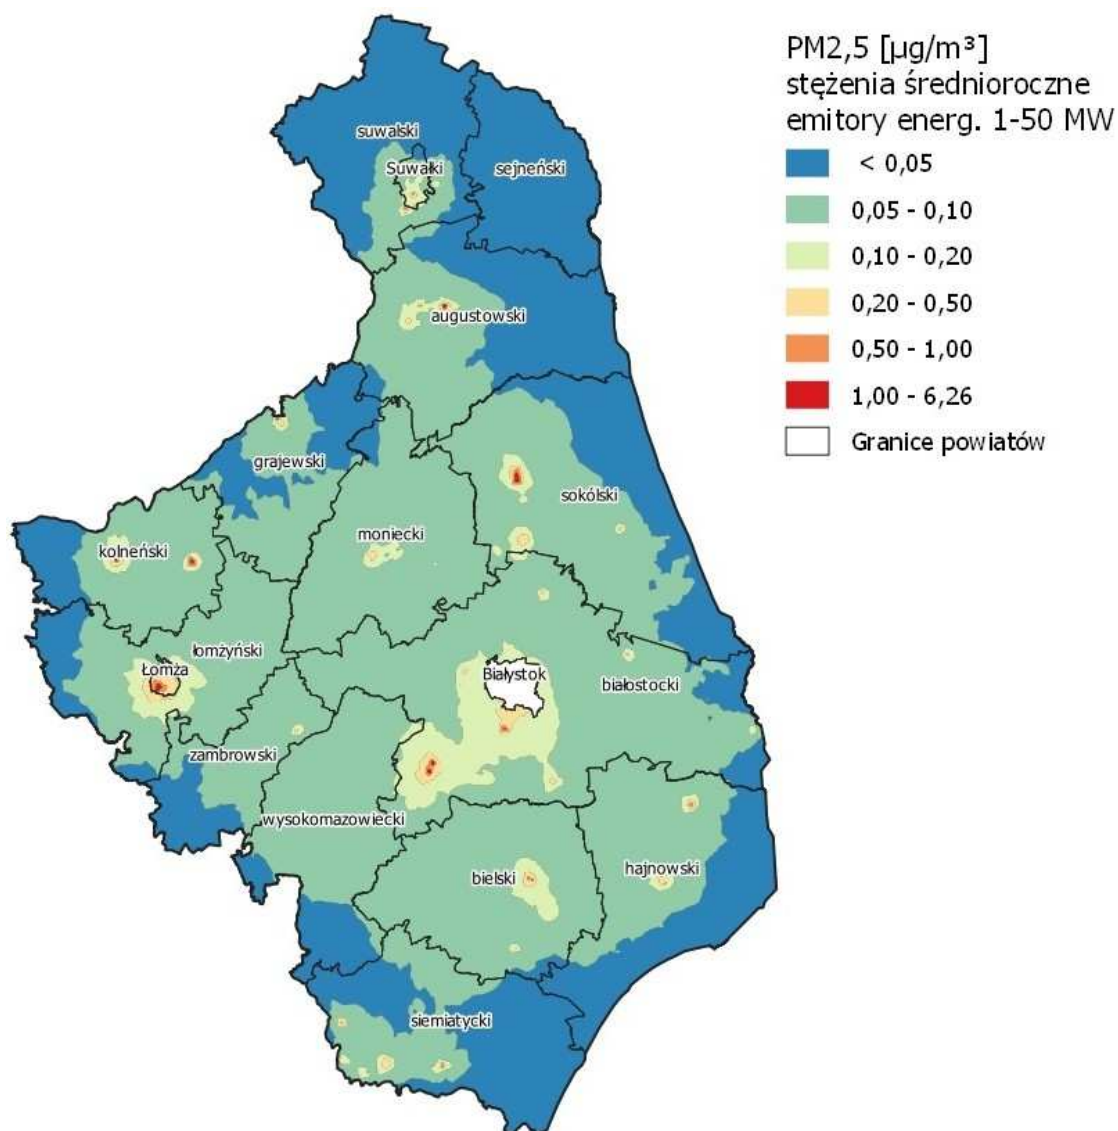 PM2,5 [µg/m³]
stężenia średnioroczne
emitory energ. 1-50 MW
< 0,05
0,05 - 0,10
0,10 - 0,20
0,20 - 0,50
0,50 - 1,00
1,00 - 6,26
Granice powiatów
suwalski
Suwałki
sejneński
augustowski
grajewski
sokólski
moniecki
kolneński
łomżyński
Łomża
Białystok
białostocki
zambrowski
wysokomazowiecki
bielski
hajnowski
siemiatycki